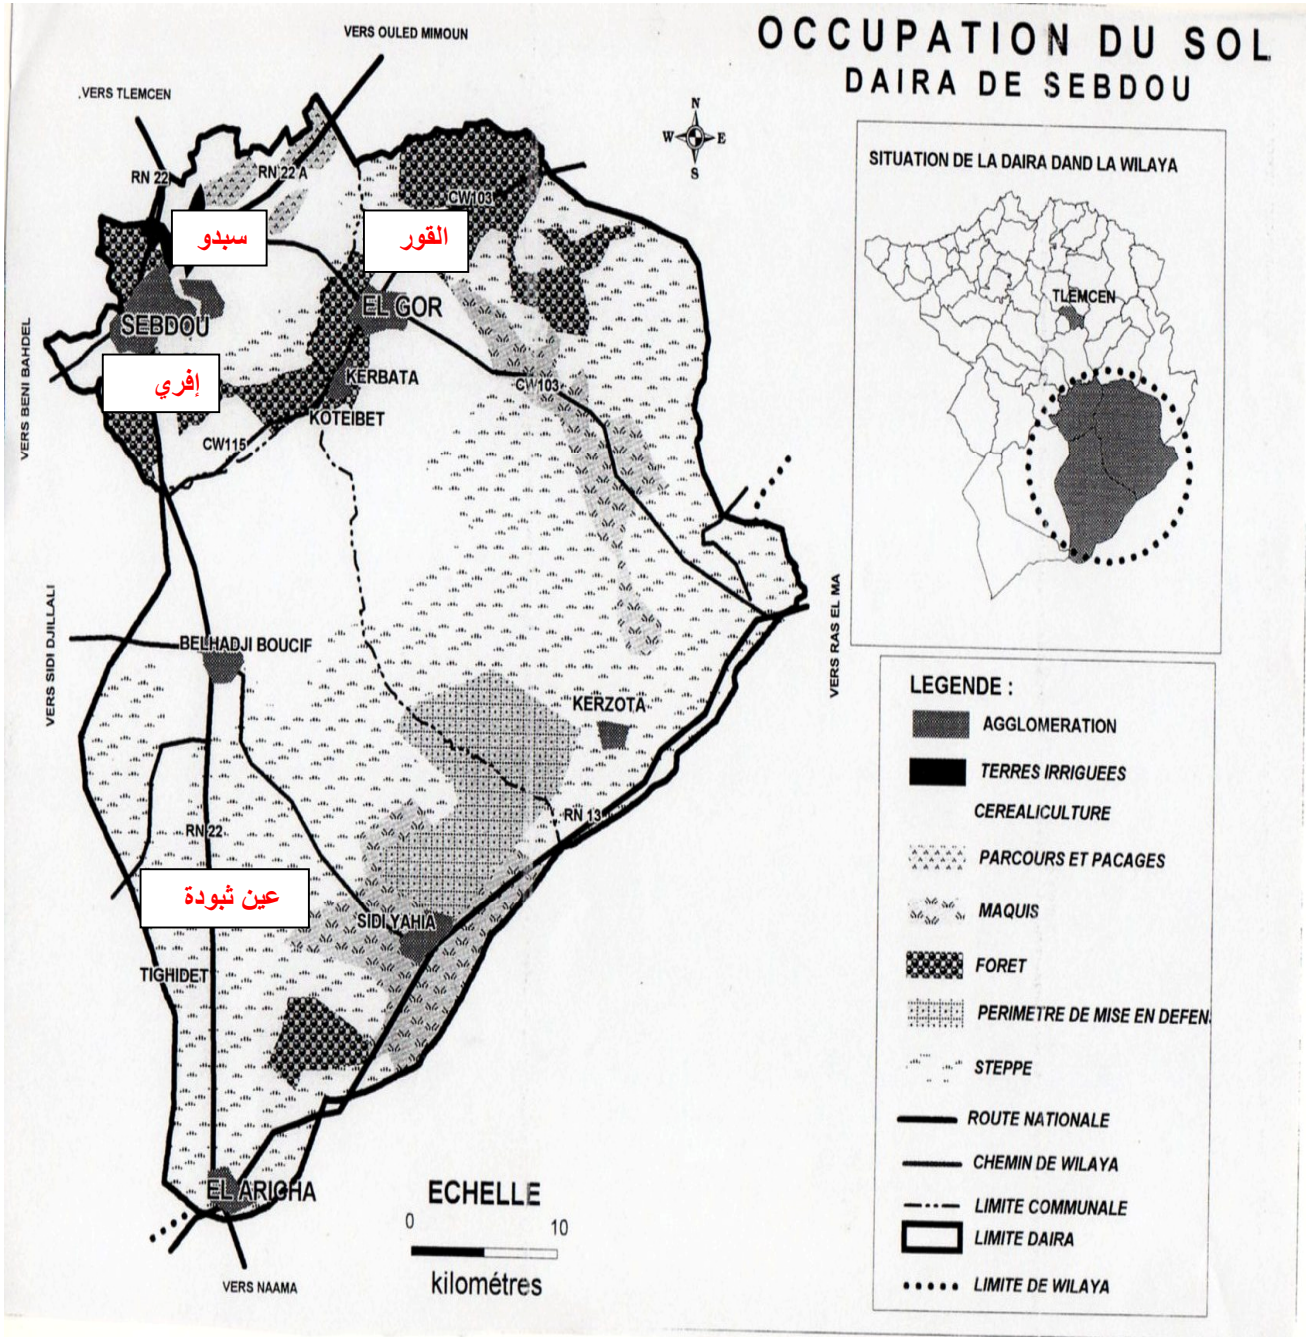 OCCUPATION DU SOL
DAIRA DE SEBDOU
VERS OULED MIMOUN
.VERS TLEMCEN
N
W E
S
RN 22
RN 22 A
CW103
سبدو
القور
SEBDOU
EL GOR
إفري
KERBATA
CW103
KOTEIBET
CW115
VERS BENI BAHDEL
VERS SIDI DJILLALI
BELHADJI BOUCIF
KERZOTA
RN 13
RN 22
عين ثبودة
SIDI YAHIA
TIGHIDET
EL ARICHA
VERS NAAMA
VERS RAS EL MA
ECHELLE
0 10
kilométres
SITUATION DE LA DAIRA DAND LA WILAYA
TLEMCEN
LEGENDE :
AGGLOMERATION
TERRES IRRIGUEES
CEREALICULTURE
PARCOURS ET PACAGES
MAQUIS
FORET
PERIMETRE DE MISE EN DEFEN
STEPPE
ROUTE NATIONALE
CHEMIN DE WILAYA
LIMITE COMMUNALE
LIMITE DAIRA
LIMITE DE WILAYA